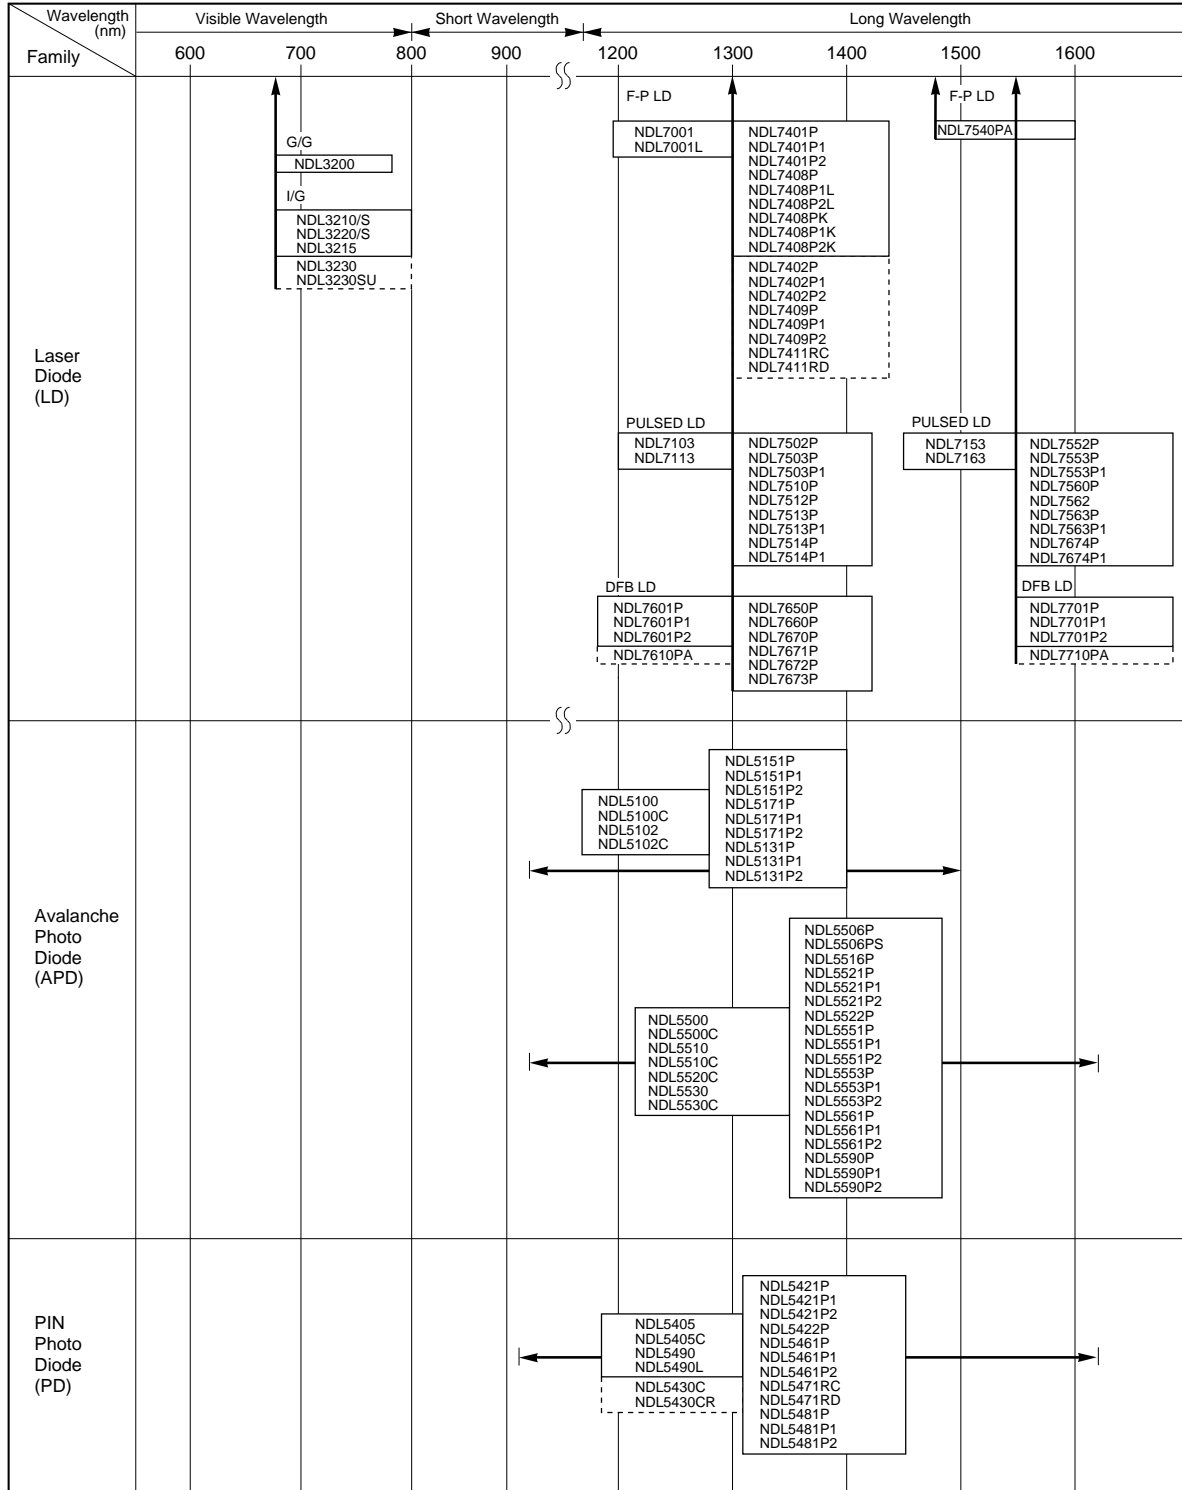 Wavelength
(nm)
Family
Visible Wavelength
Short Wavelength
Long Wavelength
600
700
800
900
1200
1300
1400
1500
1600
Laser
Diode
(LD)
G/G
NDL3200
I/G
NDL3210/S
NDL3220/S
NDL3215
NDL3230
NDL3230SU
F-P LD
NDL7001
NDL7001L
NDL7401P
NDL7401P1
NDL7401P2
NDL7408P
NDL7408P1L
NDL7408P2L
NDL7408PK
NDL7408P1K
NDL7408P2K
NDL7402P
NDL7402P1
NDL7402P2
NDL7409P
NDL7409P1
NDL7409P2
NDL7411RC
NDL7411RD
F-P LD
NDL7540PA
PULSED LD
NDL7103
NDL7113
NDL7502P
NDL7503P
NDL7503P1
NDL7510P
NDL7512P
NDL7513P
NDL7513P1
NDL7514P
NDL7514P1
PULSED LD
NDL7153
NDL7163
NDL7552P
NDL7553P
NDL7553P1
NDL7560P
NDL7562
NDL7563P
NDL7563P1
NDL7674P
NDL7674P1
DFB LD
NDL7601P
NDL7601P1
NDL7601P2
NDL7610PA
NDL7650P
NDL7660P
NDL7670P
NDL7671P
NDL7672P
NDL7673P
DFB LD
NDL7701P
NDL7701P1
NDL7701P2
NDL7710PA
Avalanche
Photo
Diode
(APD)
NDL5100
NDL5100C
NDL5102
NDL5102C
NDL5151P
NDL5151P1
NDL5151P2
NDL5171P
NDL5171P1
NDL5171P2
NDL5131P
NDL5131P1
NDL5131P2
NDL5500
NDL5500C
NDL5510
NDL5510C
NDL5520C
NDL5530
NDL5530C
NDL5506P
NDL5506PS
NDL5516P
NDL5521P
NDL5521P1
NDL5521P2
NDL5522P
NDL5551P
NDL5551P1
NDL5551P2
NDL5553P
NDL5553P1
NDL5553P2
NDL5561P
NDL5561P1
NDL5561P2
NDL5590P
NDL5590P1
NDL5590P2
PIN
Photo
Diode
(PD)
NDL5405
NDL5405C
NDL5490
NDL5490L
NDL5430C
NDL5430CR
NDL5421P
NDL5421P1
NDL5421P2
NDL5422P
NDL5461P
NDL5461P1
NDL5461P2
NDL5471RC
NDL5471RD
NDL5481P
NDL5481P1
NDL5481P2